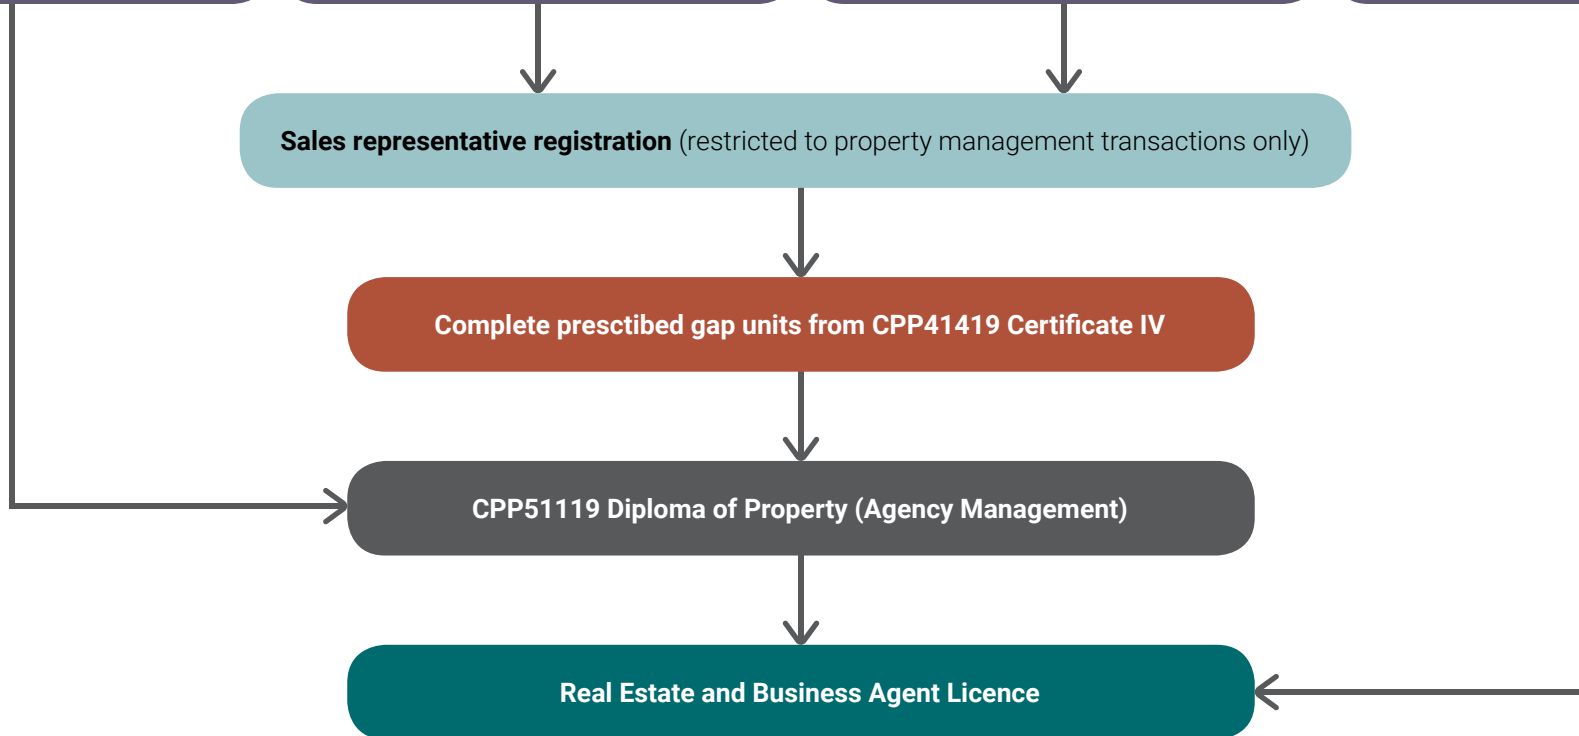 Sales representative registration (restricted to property management transactions only)
Complete presctibed gap units from CPP41419 Certificate IV
CPP51119 Diploma of Property (Agency Management)
Real Estate and Business Agent Licence